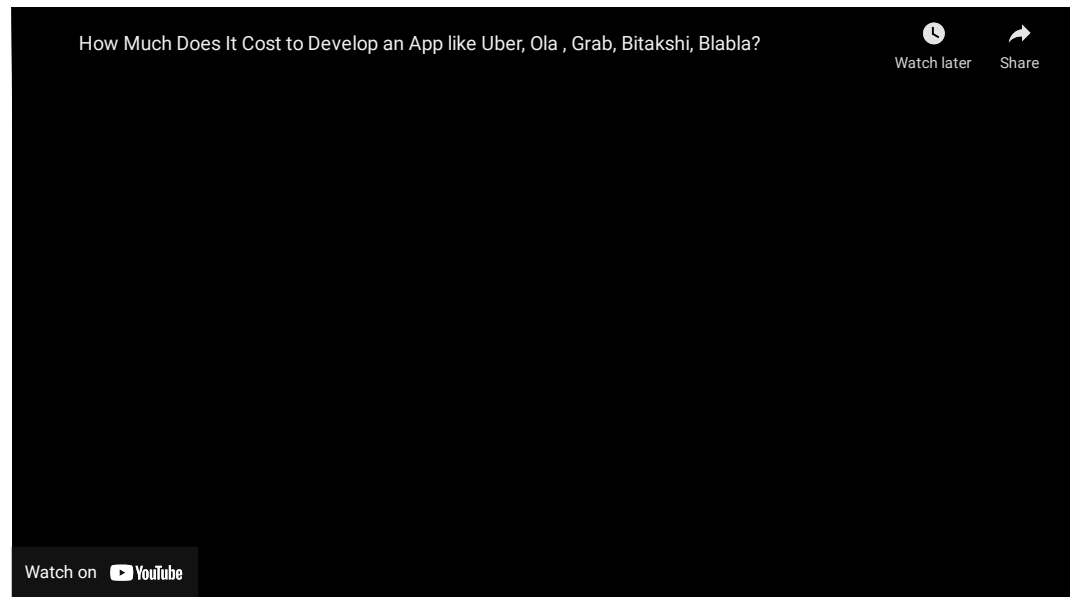 How Much Does It Cost to Develop an App like Uber, Ola , Grab, Bitakshi, Blabla?
Watch later
Share
Watch on YouTube